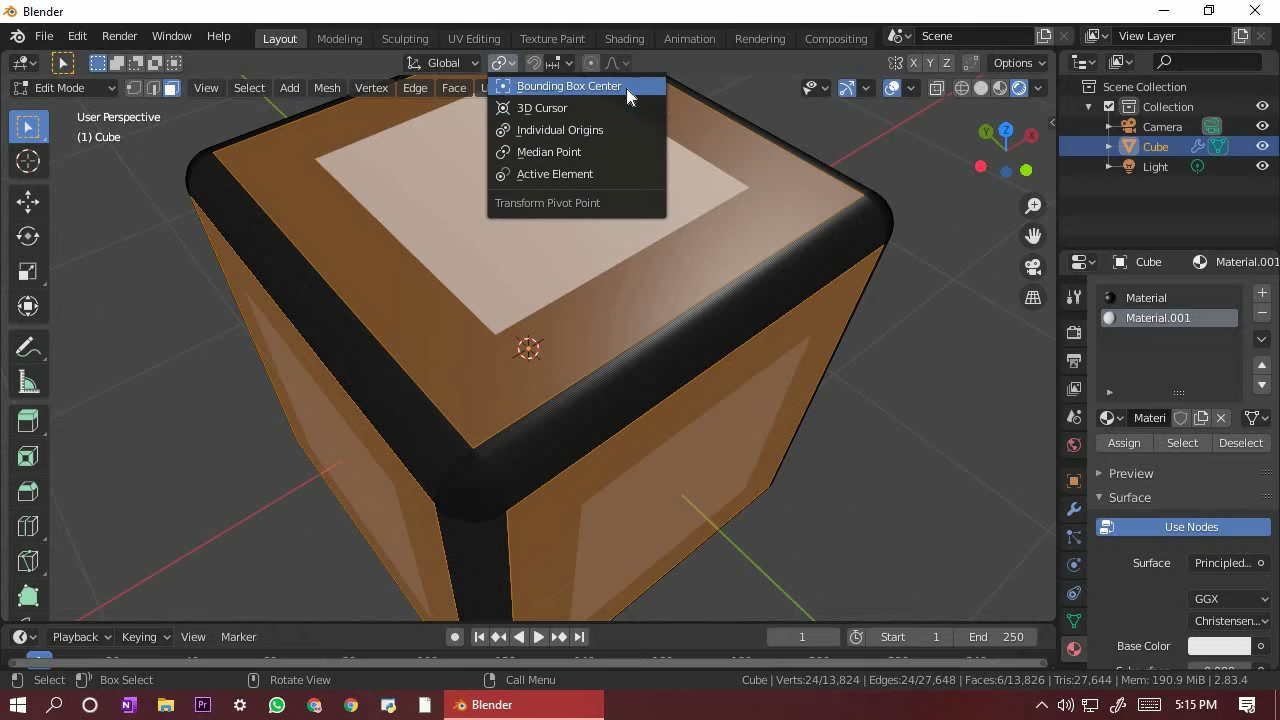 Blender
File Edit Render Window Help Layout Modeling Sculpting UV Editing Texture Paint Shading Animation Rendering Compositing Scene View Layer
Global X Y Z Options
Edit Mode View Select Add Mesh Vertex Edge Face U
Bounding Box Center
3D Cursor
Individual Origins
Median Point
Active Element
Transform Pivot Point
User Perspective
(1) Cube
Y Z X
Scene Collection
Collection
Camera
Cube
Light
Cube Material.001
Material
Material.001
Materi
Assign Select Deselect
Preview
Surface
Use Nodes
Surface Principled...
GGX
Christensen...
Base Color
Playback Keying View Marker 1 Start 1 End 250
Select Box Select Rotate View Call Menu Cube | Verts:24/13,824 | Edges:24/27,648 | Faces:6/13,826 | Tris:27,644 | Mem: 190.9 MiB | 2.83.4
Blender 5:15 PM